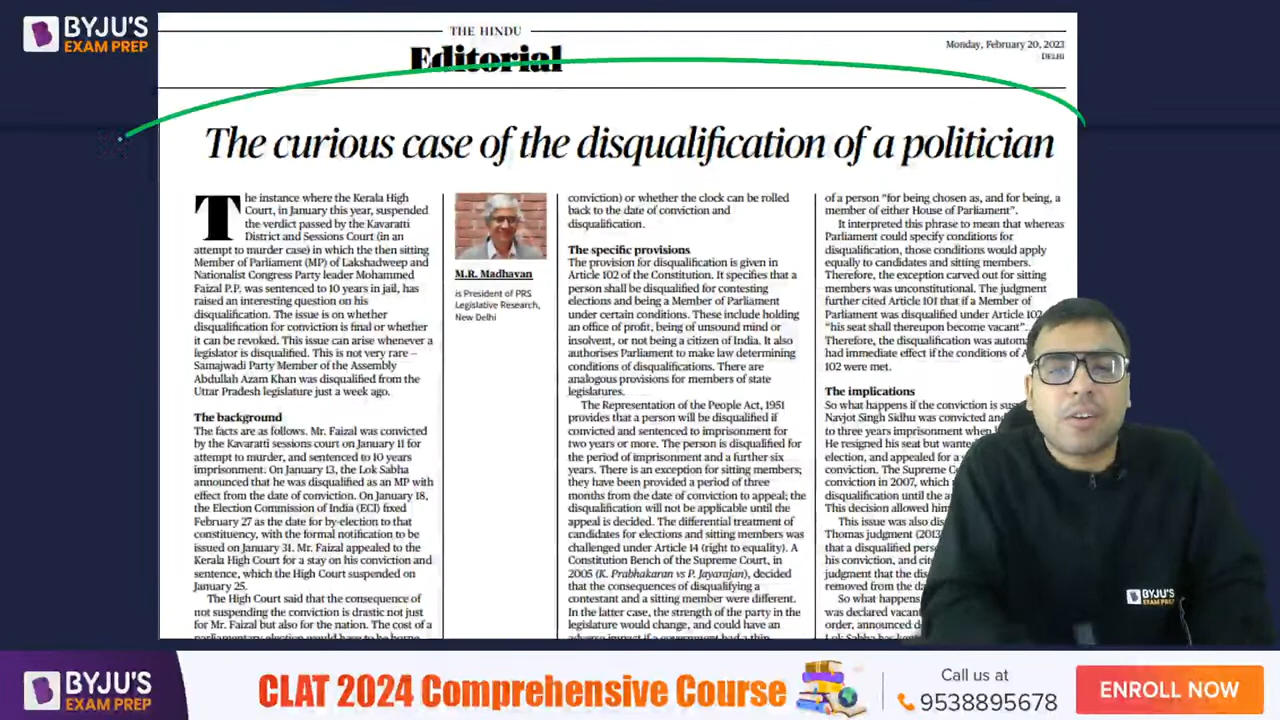 BYJU'S
EXAM PREP
THE HINDU
Editorial
Monday, February 20, 2023
DELHI
The curious case of the disqualification of a politician
The instance where the Kerala High
Court, in January this year, suspended
the verdict passed by the Kavaratti
District and Sessions Court (in an
attempt to murder case) in which the then sitting
Member of Parliament (MP) of Lakshadweep and
Nationalist Congress Party leader Mohammed
Faizal P.P. was sentenced to 10 years in jail, has
raised an interesting question on his
disqualification. The issue is on whether
disqualification for conviction is final or whether
it can be revoked. This issue can arise whenever a
legislator is disqualified. This is not very rare –
Samajwadi Party Member of the Assembly
Abdullah Azam Khan was disqualified from the
Uttar Pradesh legislature just a week ago.
The background
The facts are as follows. Mr. Faizal was convicted
by the Kavaratti sessions court on January 11 for
attempt to murder, and sentenced to 10 years
imprisonment. On January 13, the Lok Sabha
announced that he was disqualified as an MP with
effect from the date of conviction. On January 18,
the Election Commission of India (ECI) fixed
February 27 as the date for by-election to that
constituency, with the formal notification to be
issued on January 31. Mr. Faizal appealed to the
Kerala High Court for a stay on his conviction and
sentence, which the High Court suspended on
January 25.
The High Court said that the consequence of
not suspending the conviction is drastic not just
for Mr. Faizal but also for the nation. The cost of a
parliamentary election would have to be borne
M.R. Madhavan
is President of PRS
Legislative Research,
New Delhi
conviction) or whether the clock can be rolled
back to the date of conviction and
disqualification.
The specific provisions
The provision for disqualification is given in
Article 102 of the Constitution. It specifies that a
person shall be disqualified for contesting
elections and being a Member of Parliament
under certain conditions. These include holding
an office of profit, being of unsound mind or
insolvent, or not being a citizen of India. It also
authorises Parliament to make law determining
conditions of disqualifications. There are
analogous provisions for members of state
legislatures.
The Representation of the People Act, 1951
provides that a person will be disqualified if
convicted and sentenced to imprisonment for
two years or more. The person is disqualified for
the period of imprisonment and a further six
years. There is an exception for sitting members;
they have been provided a period of three
months from the date of conviction to appeal; the
disqualification will not be applicable until the
appeal is decided. The differential treatment of
candidates for elections and sitting members was
challenged under Article 14 (right to equality). A
Constitution Bench of the Supreme Court, in
2005 (K. Prabhakaran vs P. Jayarajan), decided
that the consequences of disqualifying a
contestant and a sitting member were different.
In the latter case, the strength of the party in the
legislature would change, and could have an
adverse impact if a government had a thin
of a person "for being chosen as, and for being, a
member of either House of Parliament".
It interpreted this phrase to mean that whereas
Parliament could specify conditions for
disqualification, those conditions would apply
equally to candidates and sitting members.
Therefore, the exception carved out for sitting
members was unconstitutional. The judgment
further cited Article 101 that if a Member of
Parliament was disqualified under Article 102,
"his seat shall thereupon become vacant".
Therefore, the disqualification was
had immediate effect if the conditions of
102 were met.
The implications
So what happens if the conviction is
Navjot Singh Sidhu was convicted
to three years imprisonment when
He resigned his seat but
election, and appealed for a
conviction. The Supreme
conviction in 2007, which
disqualification until the
This decision allowed
This issue was also
Thomas judgment
that a disqualified
his conviction, and
judgment that the
removed from the
So what happens
was declared
order, announced
Lok Sabha has
BYJU'S
EXAM PREP
BYJU'S
EXAM PREP
CLAT 2024 Comprehensive Course
Call us at
9538895678
ENROLL NOW